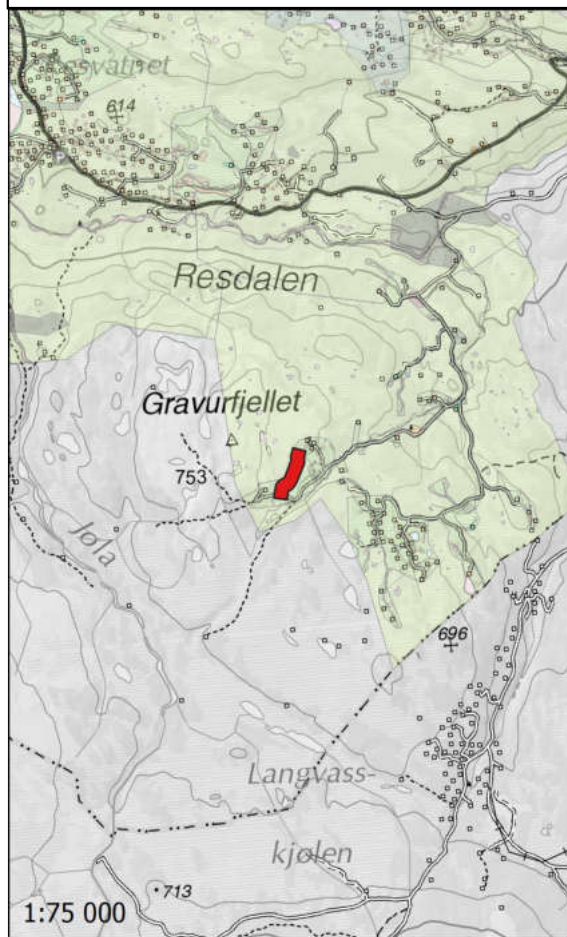 614
Resdalen
Gravurfjellet
753
Jøla
696
Langvass-
kjølen
713
1:75 000